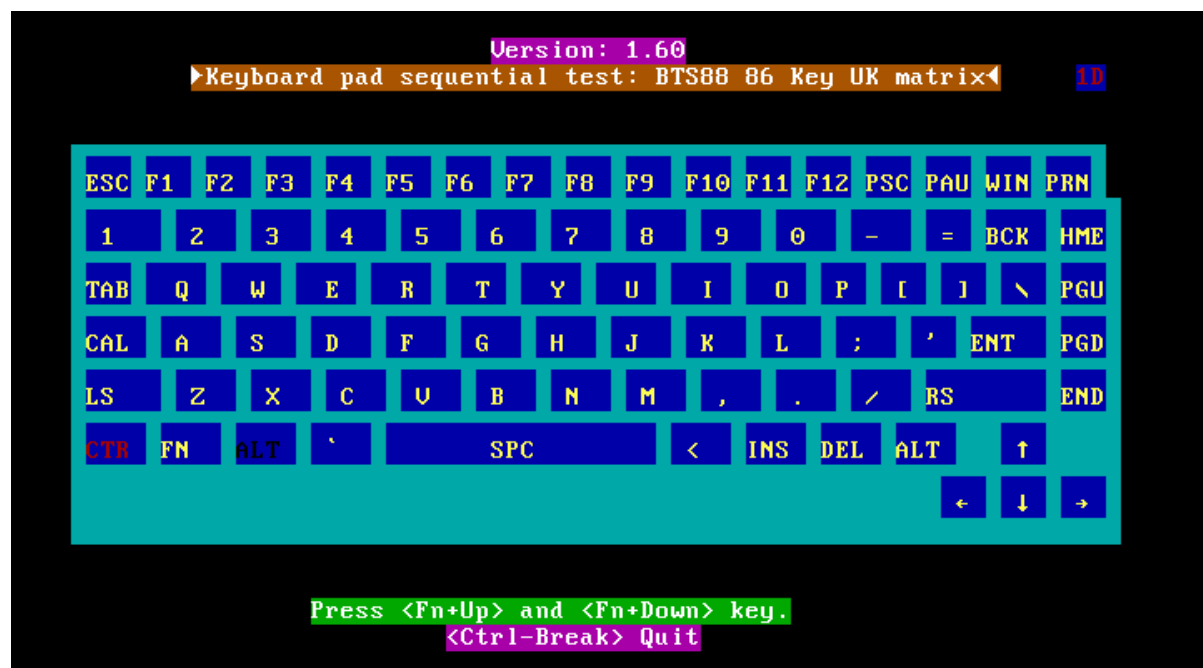 Version: 1.60
►Keyboard pad sequential test: BTS88 86 Key UK matrix◄ 1D
ESC F1 F2 F3 F4 F5 F6 F7 F8 F9 F10 F11 F12 PSC PAU WIN PRN
1 2 3 4 5 6 7 8 9 0 - = BCK HME
TAB Q W E R T Y U I O P [ ] \ PGU
CAL A S D F G H J K L ; ' ENT PGD
LS Z X C V B N M , . / RS END
CTR FN ALT ` SPC < INS DEL ALT ↑
← ↓ →
Press <Fn+Up> and <Fn+Down> key.
<Ctrl-Break> Quit